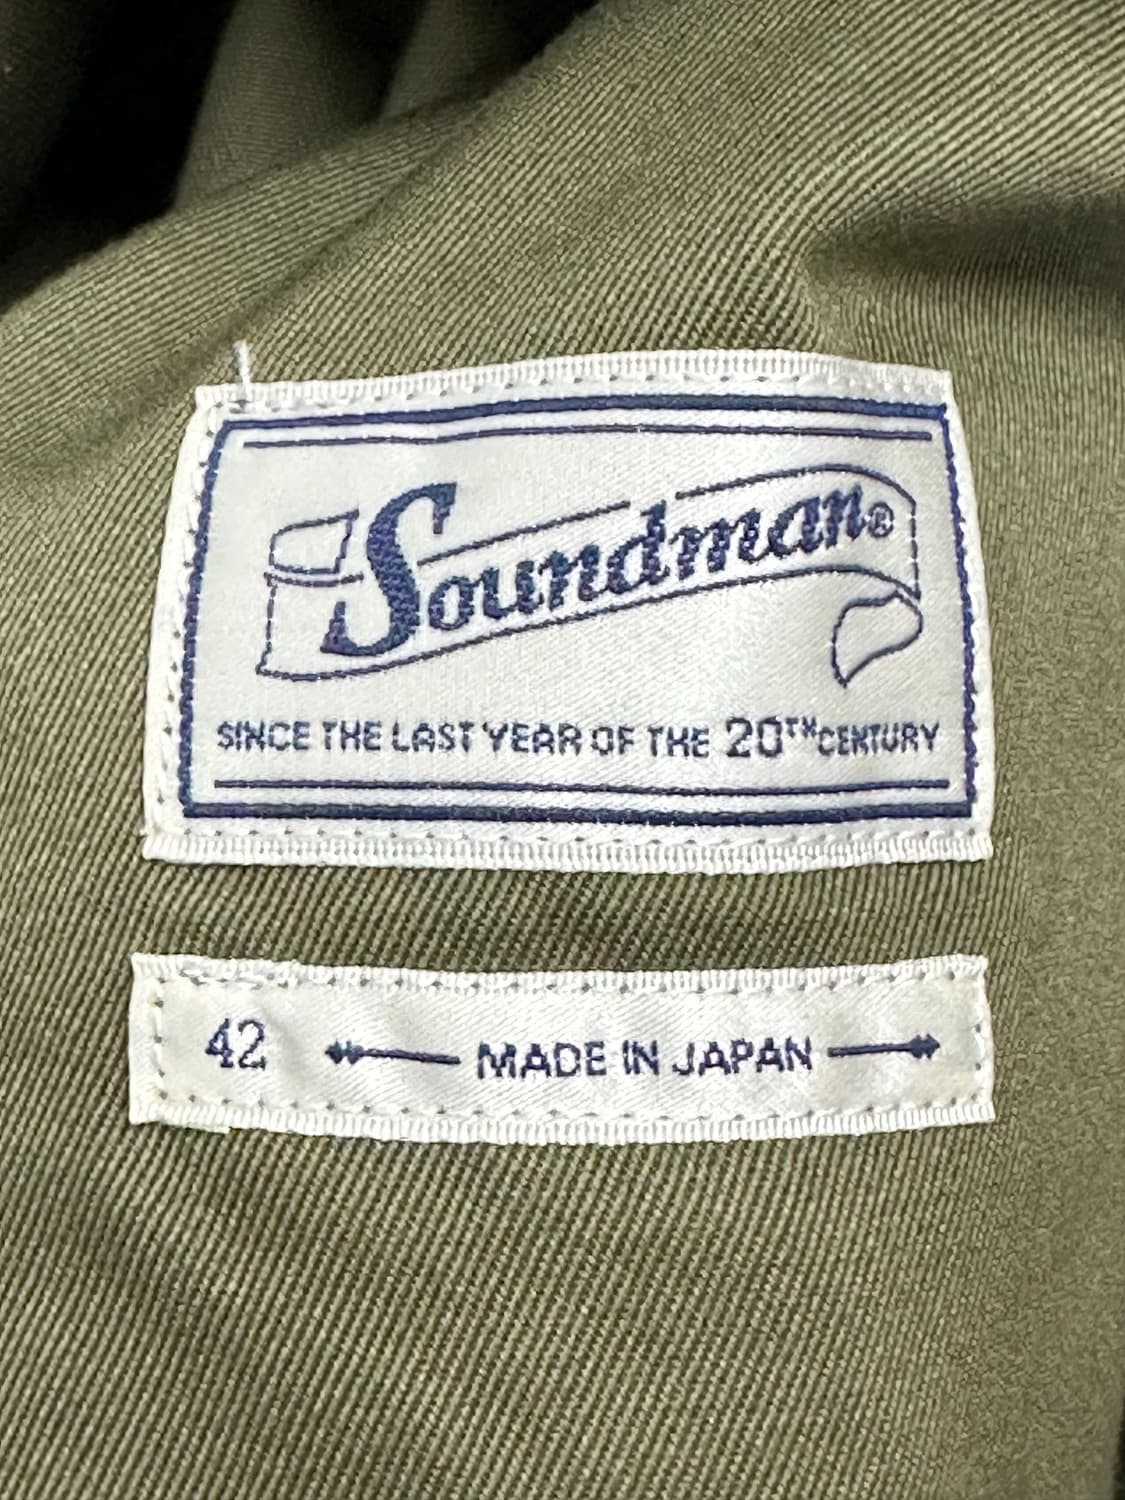 Soundman®
SINCE THE LAST YEAR OF THE 20TH CENTURY
42 MADE IN JAPAN